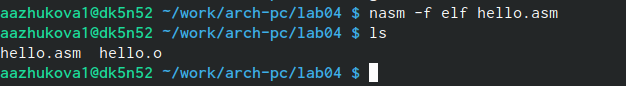 aazhukova1@dk5n52 ~/work/arch-pc/lab04 $ nasm -f elf hello.asm
aazhukova1@dk5n52 ~/work/arch-pc/lab04 $ ls
hello.asm  hello.o
aazhukova1@dk5n52 ~/work/arch-pc/lab04 $